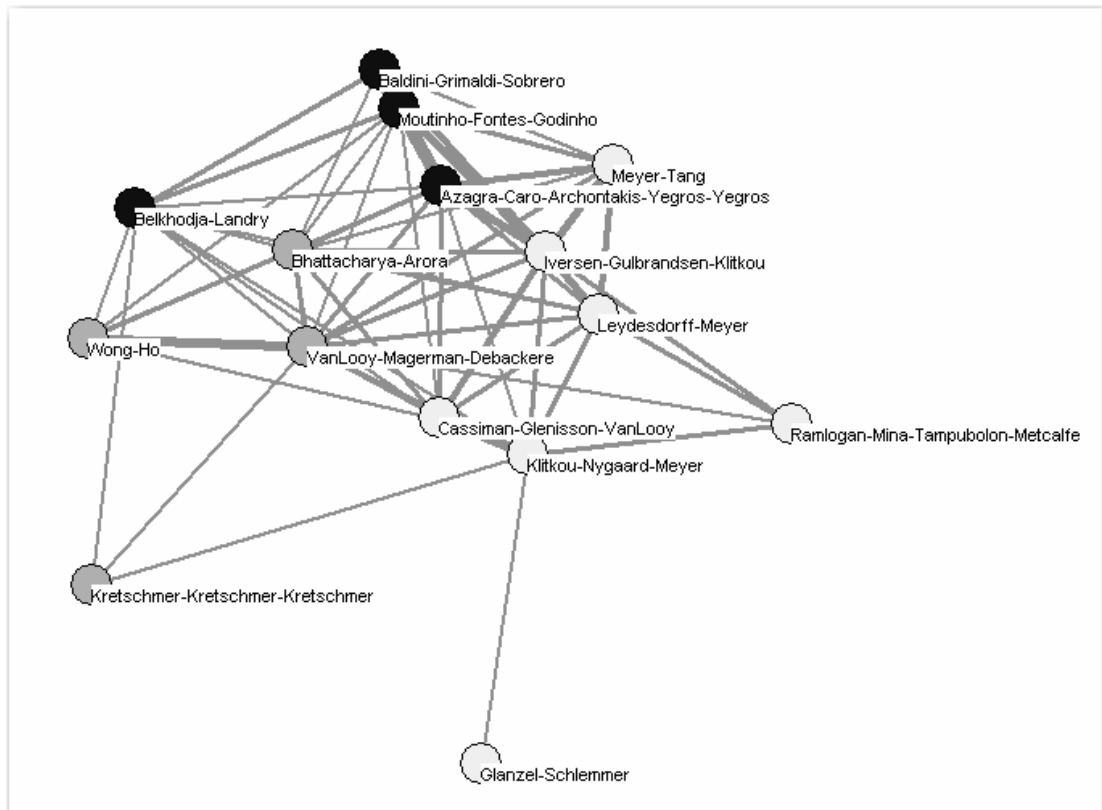 Baldini-Grimaldi-Sobrero
Moutinho-Fontes-Godinho
Meyer-Tang
Azagra-Caro-Archontakis-Yegros-Yegros
Belkhodja-Landry
Bhattacharya-Arora
Iversen-Gulbrandsen-Klitkou
Leydesdorff-Meyer
Wong-Ho
VanLooy-Magerman-Debackere
Cassiman-Glenisson-VanLooy
Ramlogan-Mina-Tampubolon-Metcalfe
Klitkou-Nygaard-Meyer
Kretschmer-Kretschmer-Kretschmer
Glanzel-Schlemmer